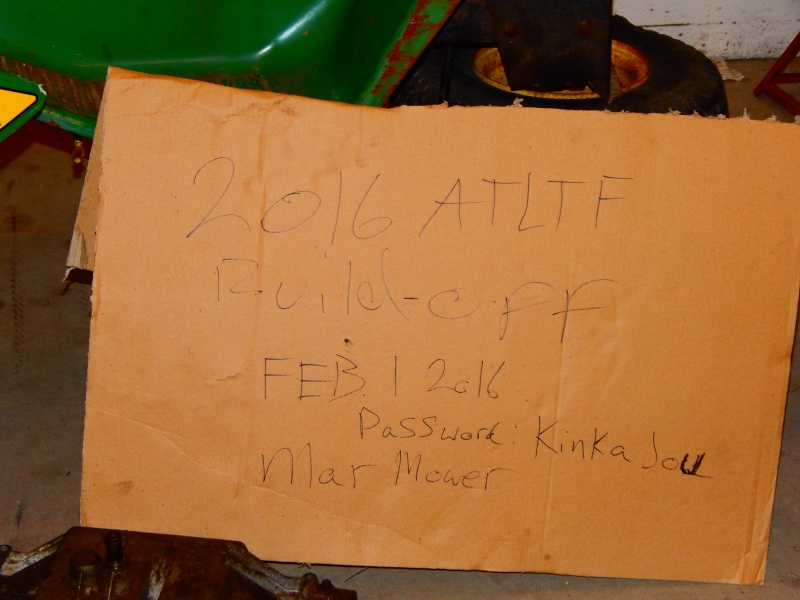 2016 ATLTF
Build-off
FEB. 1 2016
Password: Kinkajou
Mar Mower